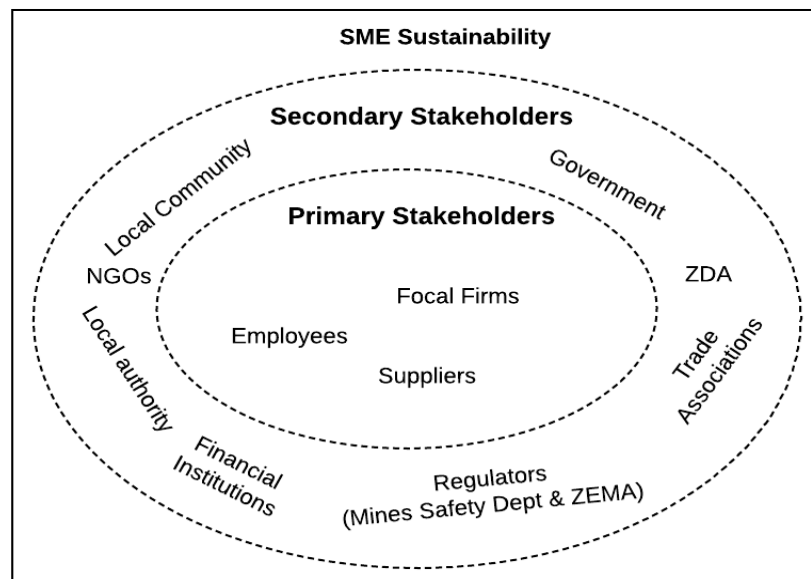 SME Sustainability
Secondary Stakeholders
Local Community
Government
Primary Stakeholders
NGOs
ZDA
Focal Firms
Employees
Suppliers
Local authority
Trade
Associations
Financial
Institutions
Regulators
(Mines Safety Dept & ZEMA)